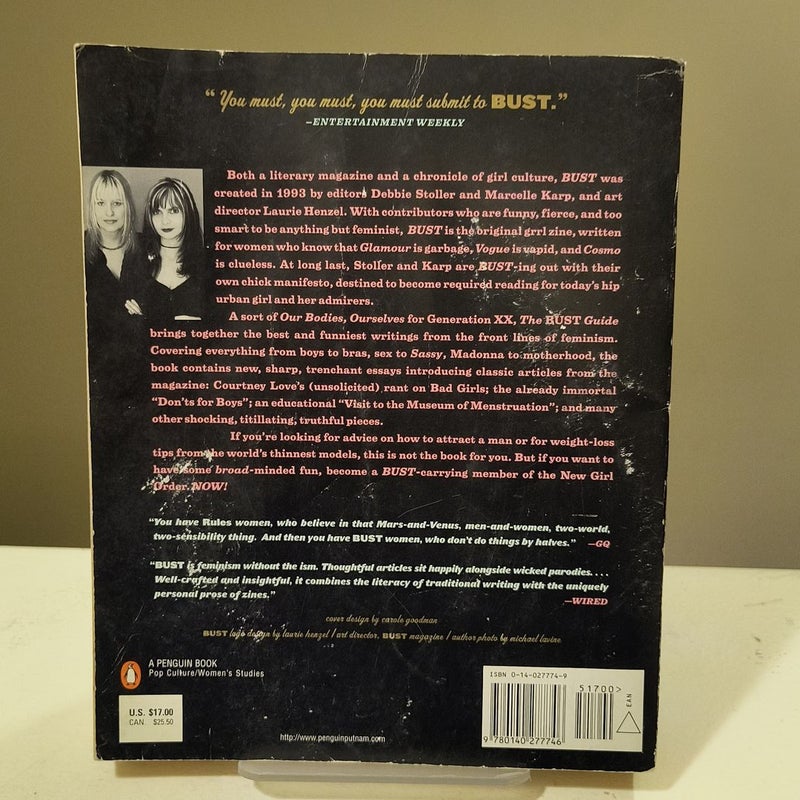 “You must, you must, you must submit to BUST.”
–ENTERTAINMENT WEEKLY
Both a literary magazine and a chronicle of girl culture, BUST was
created in 1993 by editors Debbie Stoller and Marcelle Karp, and art
director Laurie Henzel. With contributors who are funny, fierce, and too
smart to be anything but feminist, BUST is the original grrl zine, written
for women who know that Glamour is garbage, Vogue is vapid, and Cosmo
is clueless. At long last, Stoller and Karp are BUST-ing out with their
own chick manifesto, destined to become required reading for today's hip
urban girl and her admirers.
A sort of Our Bodies, Ourselves for Generation XX, The BUST Guide
brings together the best and funniest writings from the front lines of feminism.
Covering everything from boys to bras, sex to Sassy, Madonna to motherhood, the
book contains new, sharp, trenchant essays introducing classic articles from the
magazine: Courtney Love's (unsolicited) rant on Bad Girls; the already immortal
“Don'ts for Boys”; an educational “Visit to the Museum of Menstruation”; and many
other shocking, titillating, truthful pieces.
If you're looking for advice on how to attract a man or for weight-loss
tips from the world's thinnest models, this is not the book for you. But if you want to
have some broad-minded fun, become a BUST-carrying member of the New Girl
Order NOW!
“You have Rules women, who believe in that Mars-and-Venus, men-and-women, two-world,
two-sensibility thing. And then you have BUST women, who don't do things by halves.” –GQ
“BUST is feminism without the ism. Thoughtful articles sit happily alongside wicked parodies....
Well-crafted and insightful, it combines the literacy of traditional writing with the uniquely
personal prose of zines.”
–WIRED
cover design by carole goodman
BUST logo design by laurie henzel / art director, BUST magazine / author photo by michael lavine
A PENGUIN BOOK
Pop Culture/Women's Studies
U.S. $17.00
CAN. $25.50
http://www.penguinputnam.com
ISBN 0-14-027774-9
51700>
EAN
9 780140 277746